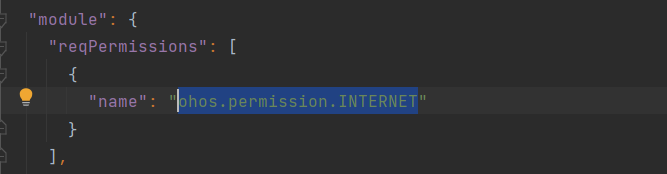 "module": {
"reqPermissions": [
{
"name": "ohos.permission.INTERNET"
}
],